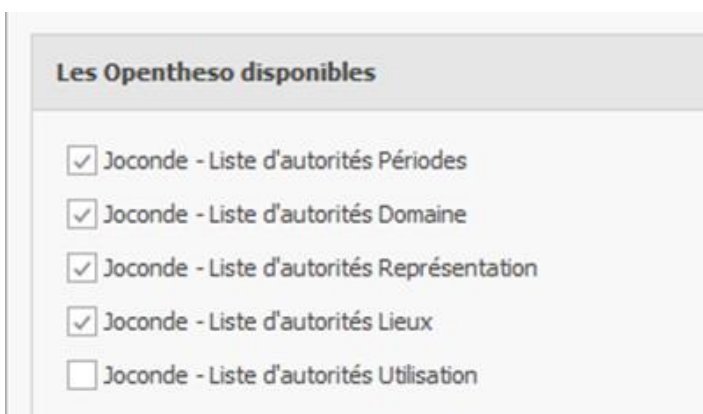 Les Opentheso disponibles
Joconde - Liste d'autorités Périodes
Joconde - Liste d'autorités Domaine
Joconde - Liste d'autorités Représentation
Joconde - Liste d'autorités Lieux
Joconde - Liste d'autorités Utilisation